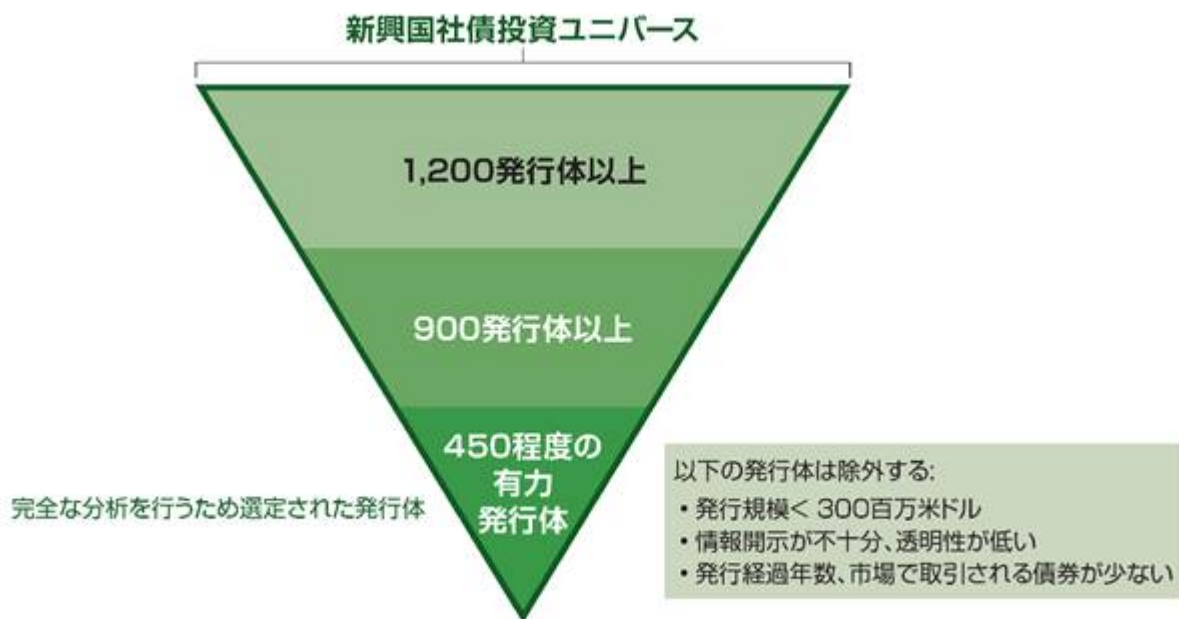 新興国社債投資ユニバース
1,200発行体以上
900発行体以上
450程度の
有力
発行体
完全な分析を行うため選定された発行体
以下の発行体は除外する:
・発行規模< 300百万米ドル
・情報開示が不十分、透明性が低い
・発行経過年数、市場で取引される債券が少ない